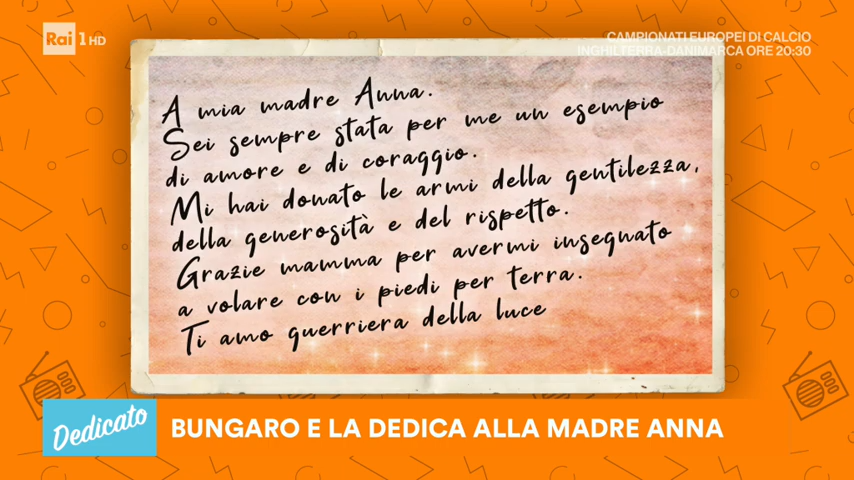 Rai 1 HD
CAMPIONATI EUROPEI DI CALCIO
INGHILTERRA-DANIMARCA ORE 20:30
A mia madre Anna.
Sei sempre stata per me un esempio
di amore e di coraggio.
Mi hai donato le armi della gentilezza,
della generosità e del rispetto.
Grazie mamma per avermi insegnato
a volare con i piedi per terra.
Ti amo guerriera della luce
Dedicato
BUNGARO E LA DEDICA ALLA MADRE ANNA